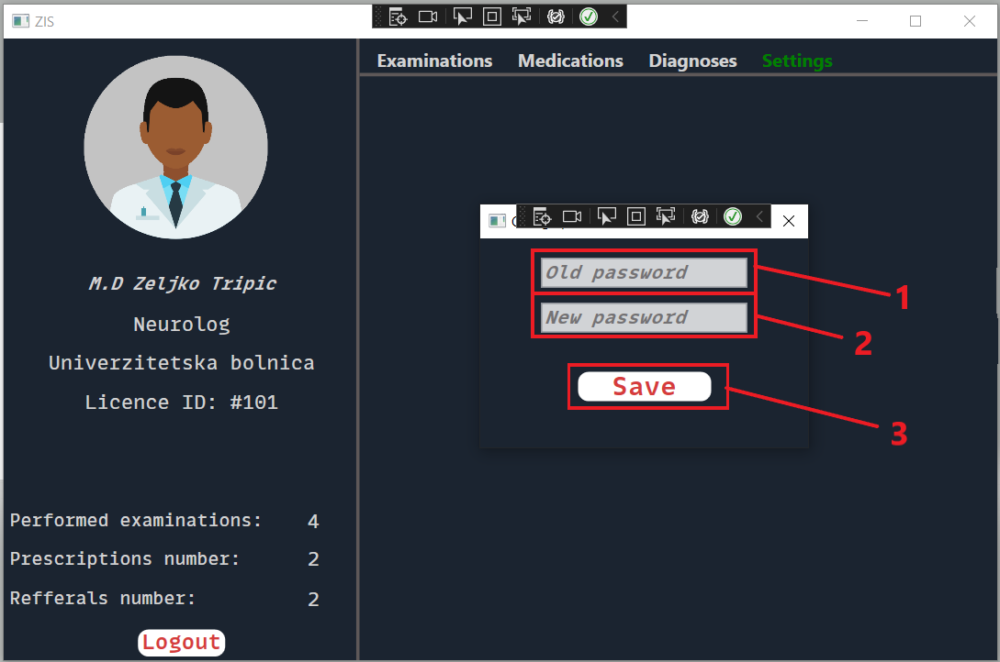 ZIS
Examinations Medications Diagnoses Settings
Old password
1
New password
2
Save
3
M.D Zeljko Tripic
Neurolog
Univerzitetska bolnica
Licence ID: #101
Performed examinations: 4
Prescriptions number: 2
Refferals number: 2
Logout